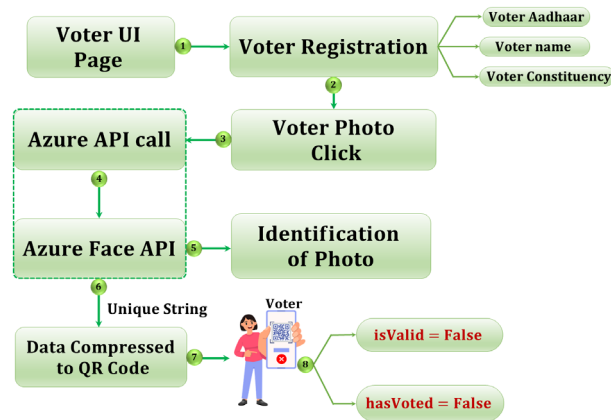 Voter UI
Page
1
Voter Registration
Voter Aadhaar
Voter name
Voter Constituency
2
Azure API call
3
Voter Photo
Click
4
Azure Face API
5
Identification
of Photo
6
Unique String
Voter
Data Compressed
to QR Code
7
8
isValid = False
hasVoted = False